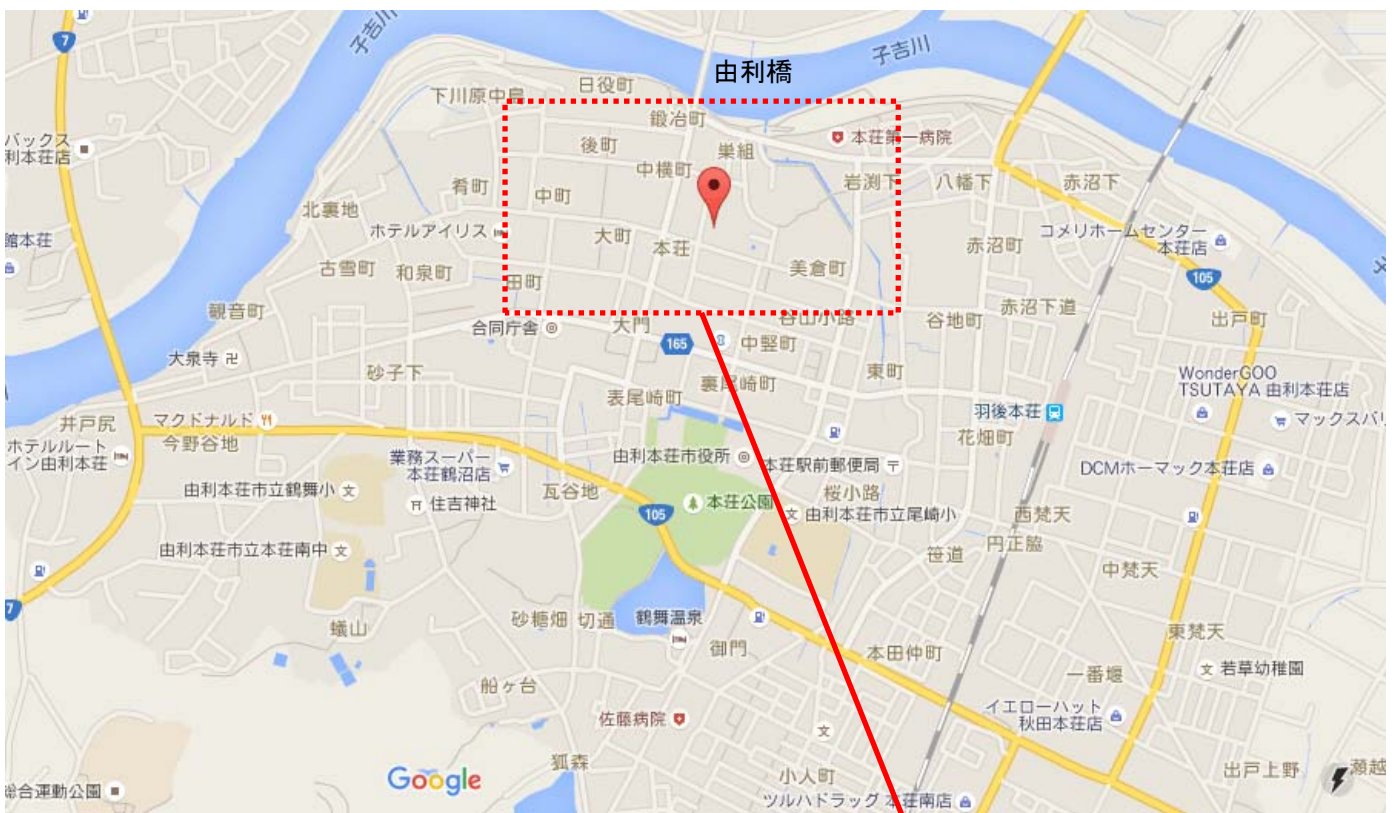 7
子吉川
子吉川
由利橋
日役町
下川原中島
鍛冶町
バックス
利本荘店
後町
巣組
本荘第一病院
中横町
肴町
中町
岩渕下
八幡下
赤沼下
北裏地
ホテルアイリス
大町
本荘
赤沼町
コメリホームセンター
本荘店
館本荘
古雪町
和泉町
田町
美倉町
105
観音町
合同庁舎
大門
谷山小路
谷地町
赤沼下道
出戸町
165
中竪町
大泉寺
砂子下
裏尾崎町
東町
WonderGOO
TSUTAYA 由利本荘店
表尾崎町
羽後本荘
井戸尻
マクドナルド
今野谷地
マックスバリ
花畑町
ホテルルート
イン由利本荘
業務スーパー
本荘鶴沼店
由利本荘市役所
本荘駅前郵便局
DCMホーマック本荘店
由利本荘市立鶴舞小 文
瓦谷地
住吉神社
本荘公園
桜小路
105
文 由利本荘市立尾崎小
西梵天
由利本荘市立本荘南中 文
笹道
円正脇
中梵天
7
砂糖畑
切通
鶴舞温泉
蟻山
御門
東梵天
本田仲町
一番堰
文 若草幼稚園
船ヶ台
イエローハット
秋田本荘店
佐藤病院
文
狐森
Google
小人町
出戸上野
瀬越
総合運動公園
ツルハドラッグ 本荘南店